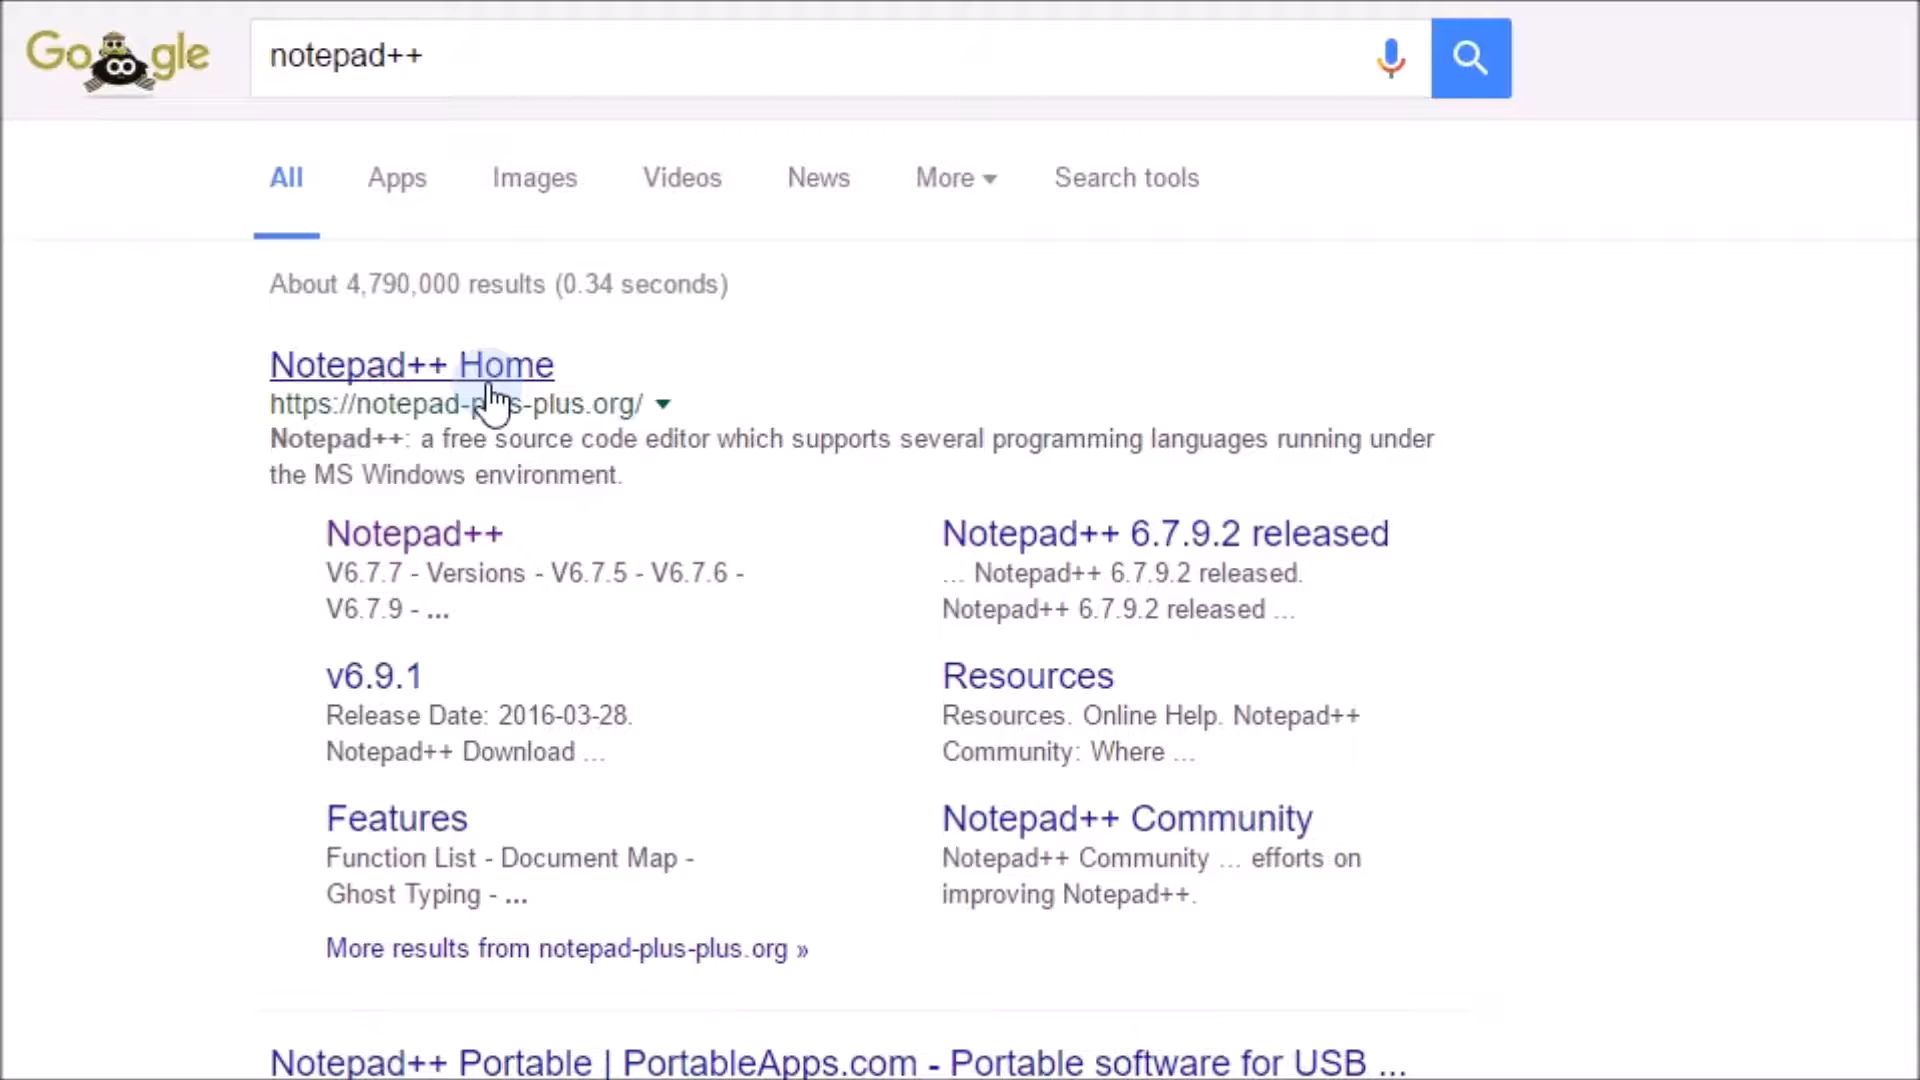 Google
notepad++
All Apps Images Videos News More Search tools
About 4,790,000 results (0.34 seconds)
Notepad++ Home
https://notepad-plus-plus.org/
Notepad++: a free source code editor which supports several programming languages running under
the MS Windows environment.
Notepad++
V6.7.7 - Versions - V6.7.5 - V6.7.6 -
V6.7.9 - ...
Notepad++ 6.7.9.2 released
... Notepad++ 6.7.9.2 released.
Notepad++ 6.7.9.2 released ...
v6.9.1
Release Date: 2016-03-28.
Notepad++ Download ...
Resources
Resources. Online Help. Notepad++
Community: Where ...
Features
Function List - Document Map -
Ghost Typing - ...
Notepad++ Community
Notepad++ Community ... efforts on
improving Notepad++.
More results from notepad-plus-plus.org »
Notepad++ Portable | PortableApps.com - Portable software for USB ...